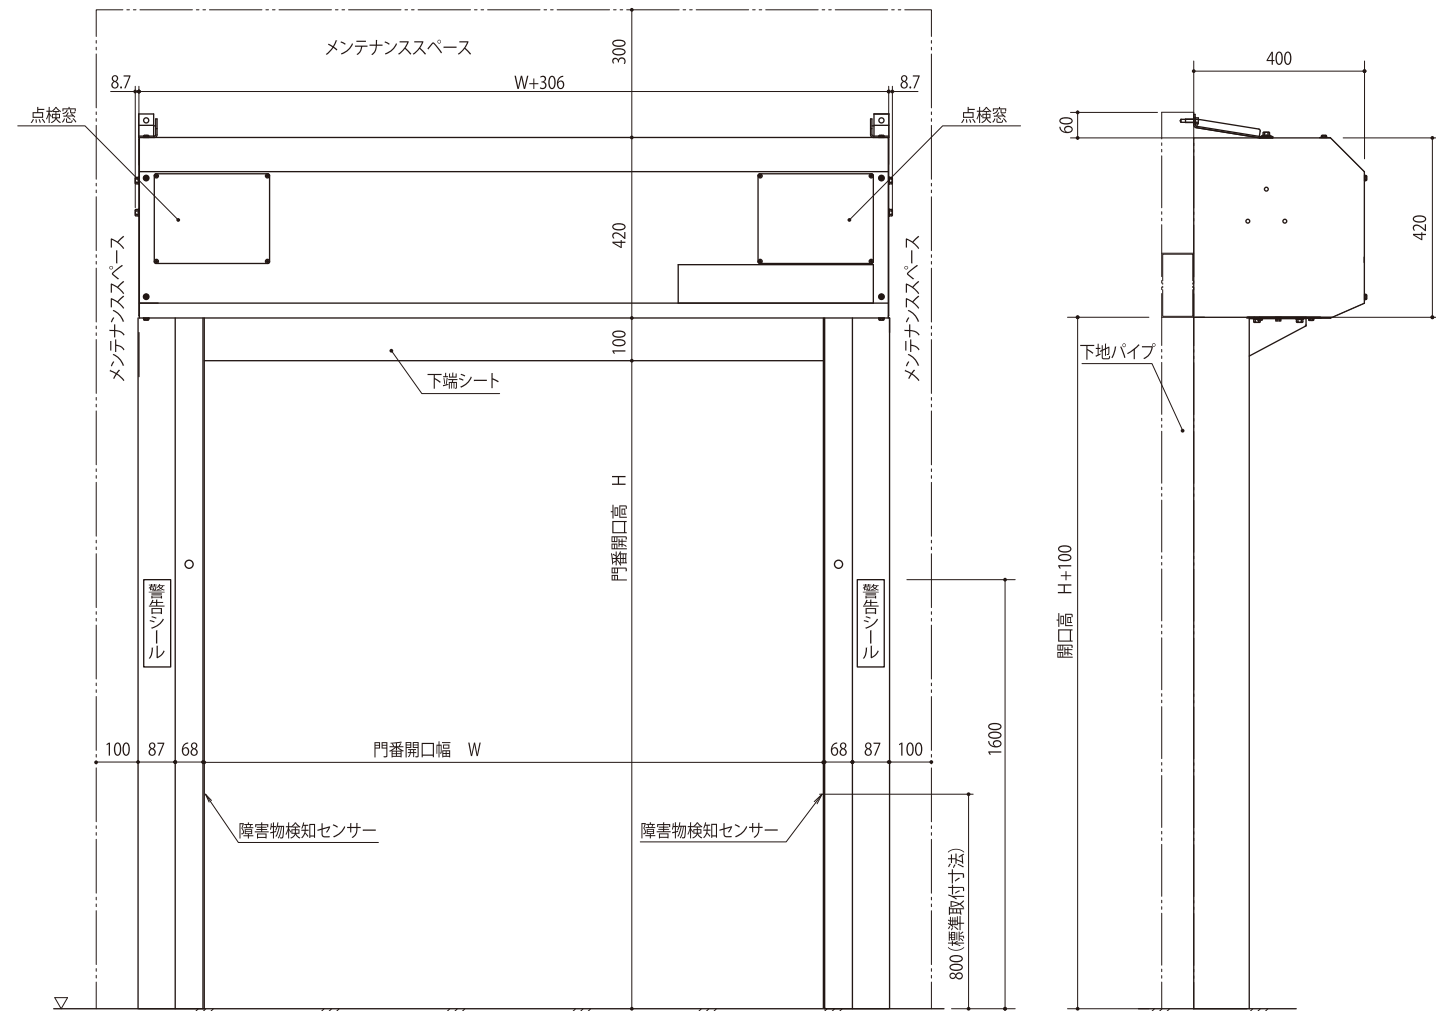 メンテナンススペース
300
400
8.7
W+306
8.7
点検窓
点検窓
60
420
420
メンテナンススペース
メンテナンススペース
100
下端シート
下地パイプ
門番開口高 H
開口高 H+100
警告シール
警告シール
1600
100
87
68
門番開口幅 W
68
87
100
障害物検知センサー
障害物検知センサー
800(標準取付寸法)